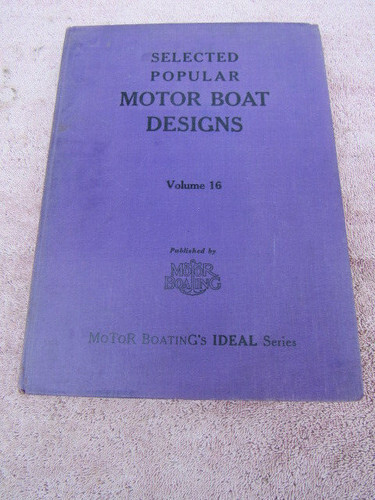 SELECTED
POPULAR
MOTOR BOAT
DESIGNS
Volume 16
Published by
MOTOR
BOATING
MOTOR BOATING'S IDEAL Series